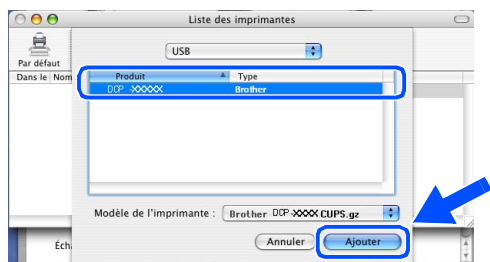 Liste des imprimantes
USB
Par défaut
Dans le Nom
Produit Type
DCP -XXXXX Brother
Modèle de l'imprimante : Brother DCP-XXXX CUPS.gz
Éch
Annuler Ajouter